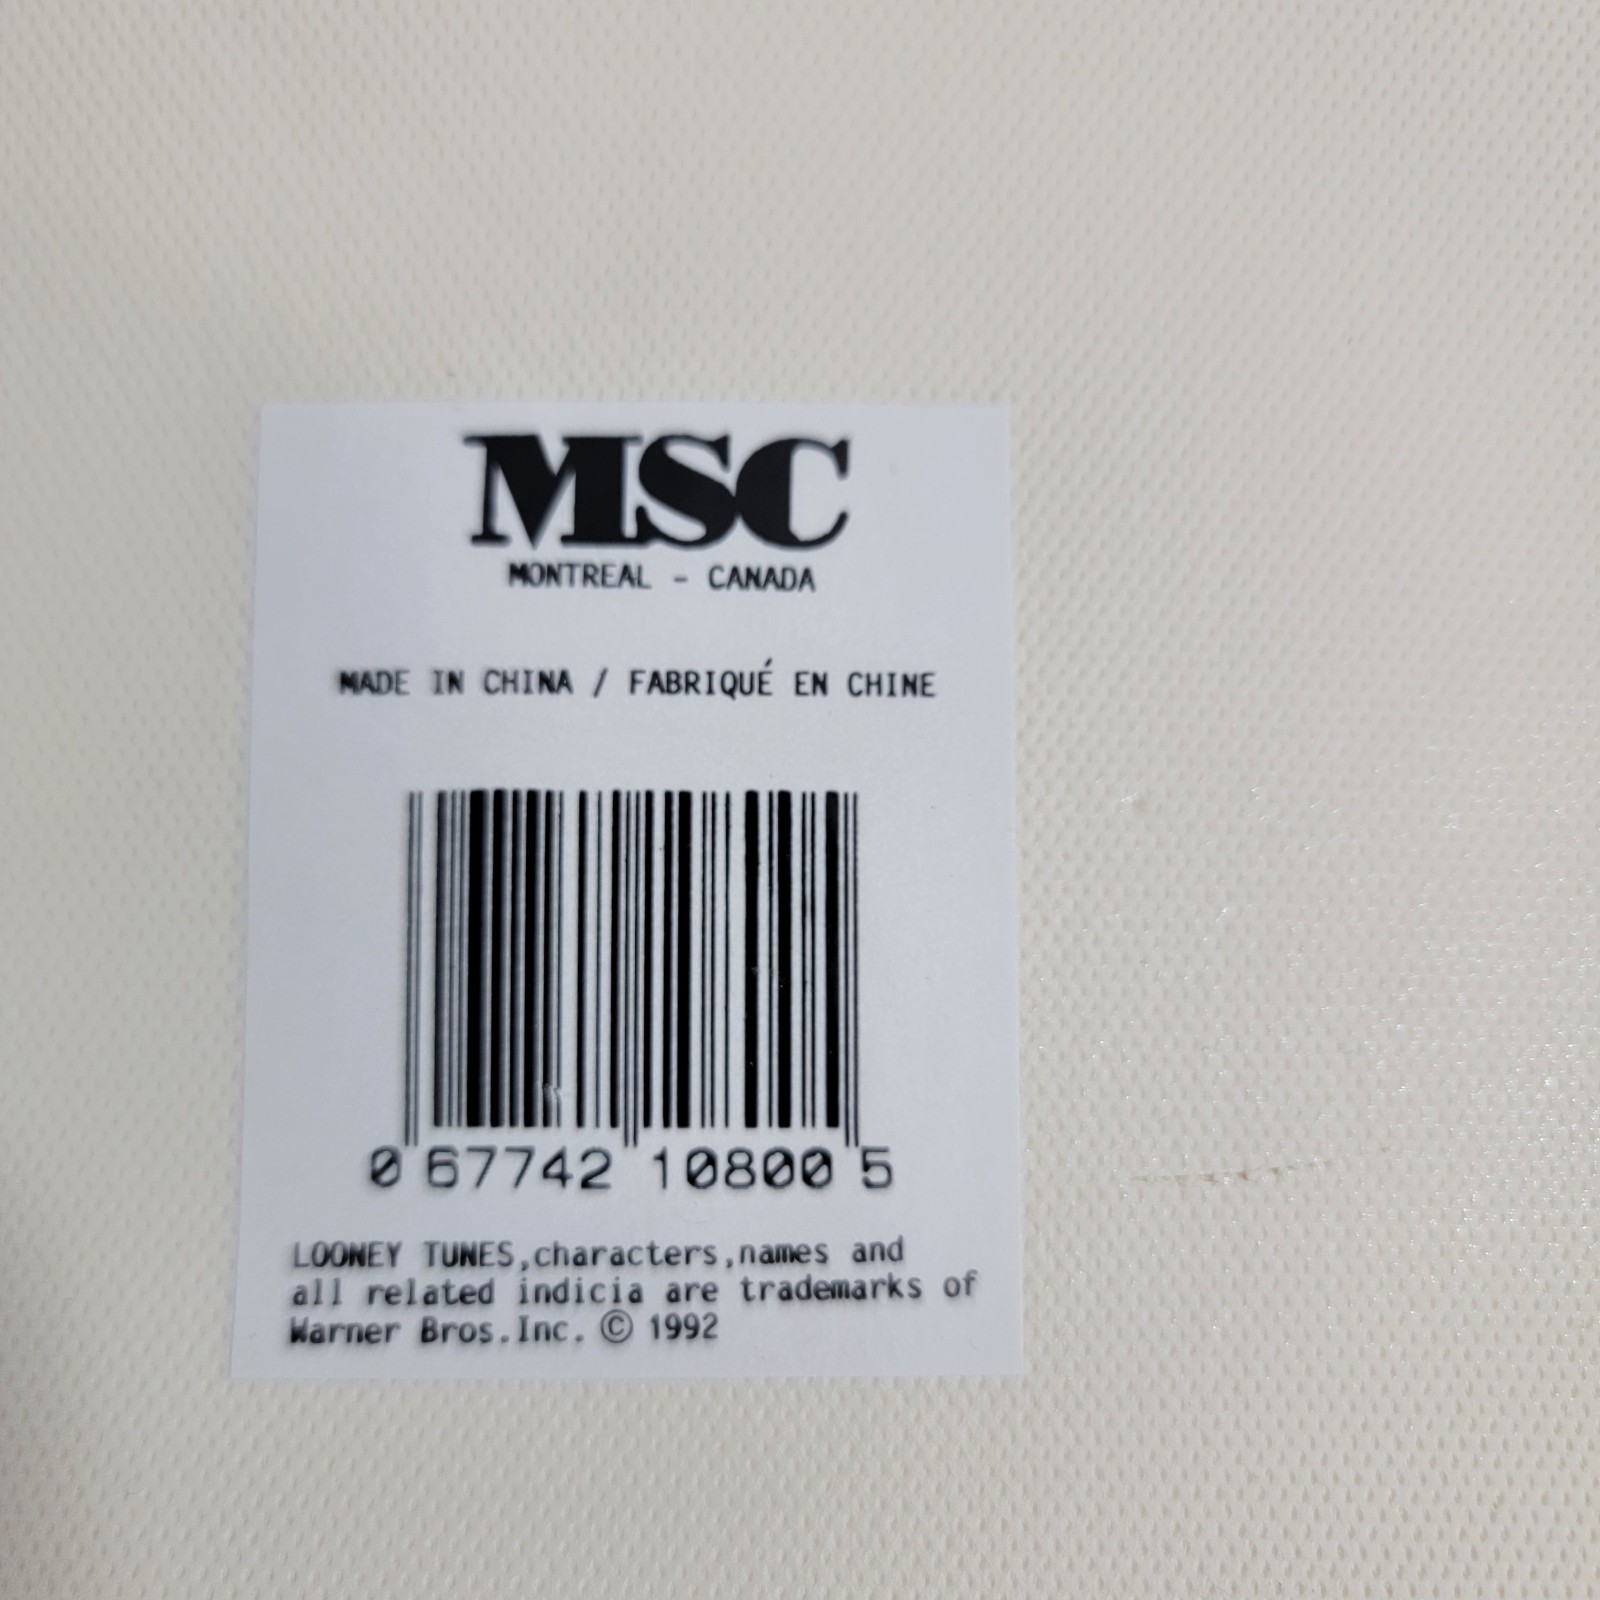 MSC
MONTREAL - CANADA
MADE IN CHINA / FABRIQUÉ EN CHINE
0 67742 10800 5
LOONEY TUNES,characters,names and
all related indicia are trademarks of
Warner Bros.Inc. © 1992